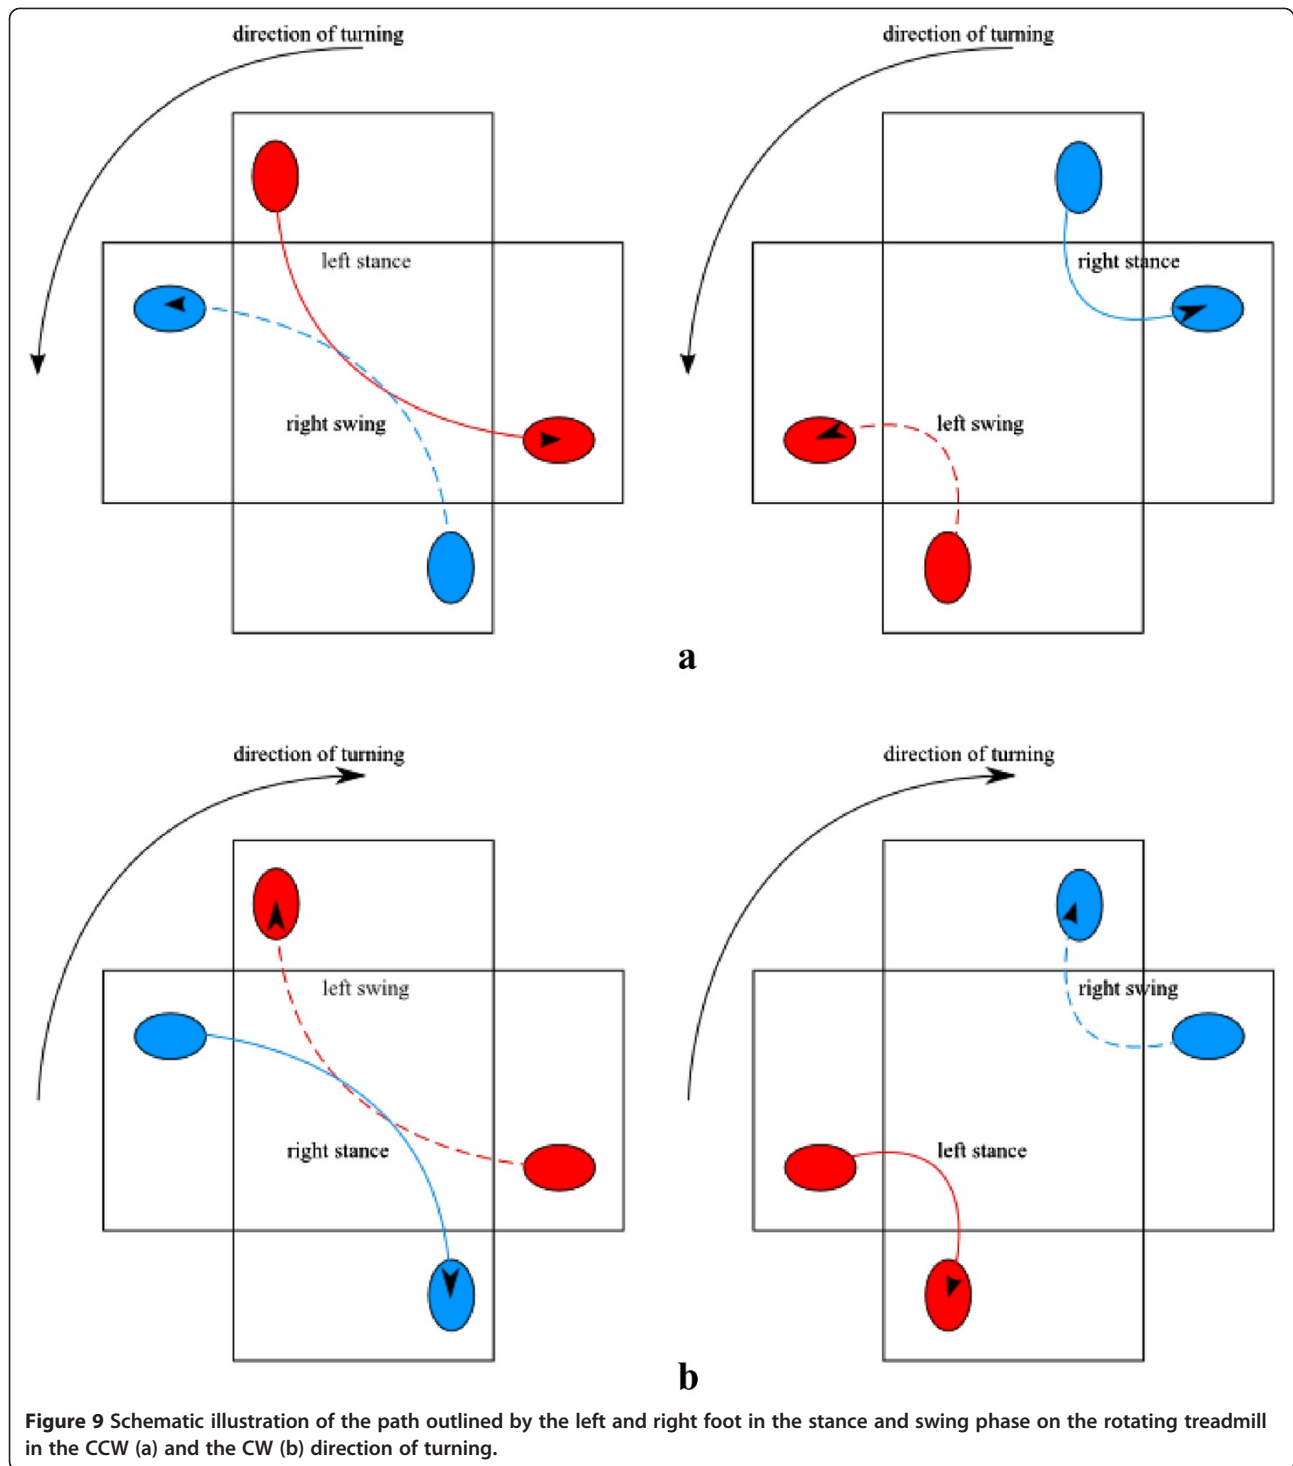 direction of turning
direction of turning
left stance
right stance
right swing
left swing
a
direction of turning
direction of turning
left swing
right swing
right stance
left stance
b
Figure 9 Schematic illustration of the path outlined by the left and right foot in the stance and swing phase on the rotating treadmill
in the CCW (a) and the CW (b) direction of turning.